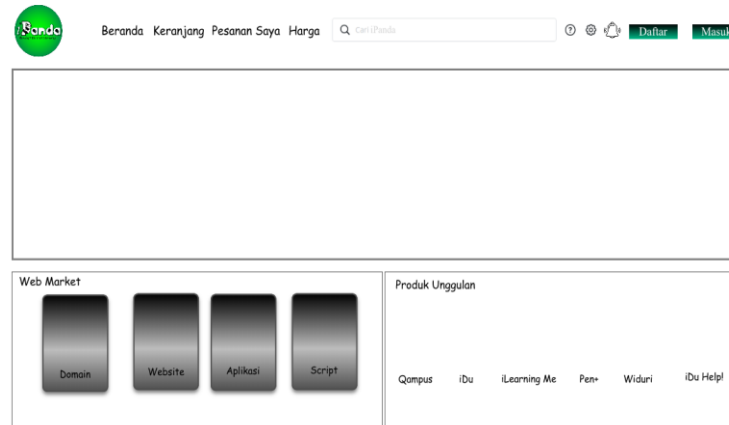 iPanda
Beranda Keranjang Pesanan Saya Harga
Cari iPanda
Daftar
Masuk
Web Market
Domain
Website
Aplikasi
Script
Produk Unggulan
Qampus
iDu
iLearning Me
Pen+
Widuri
iDu Help!